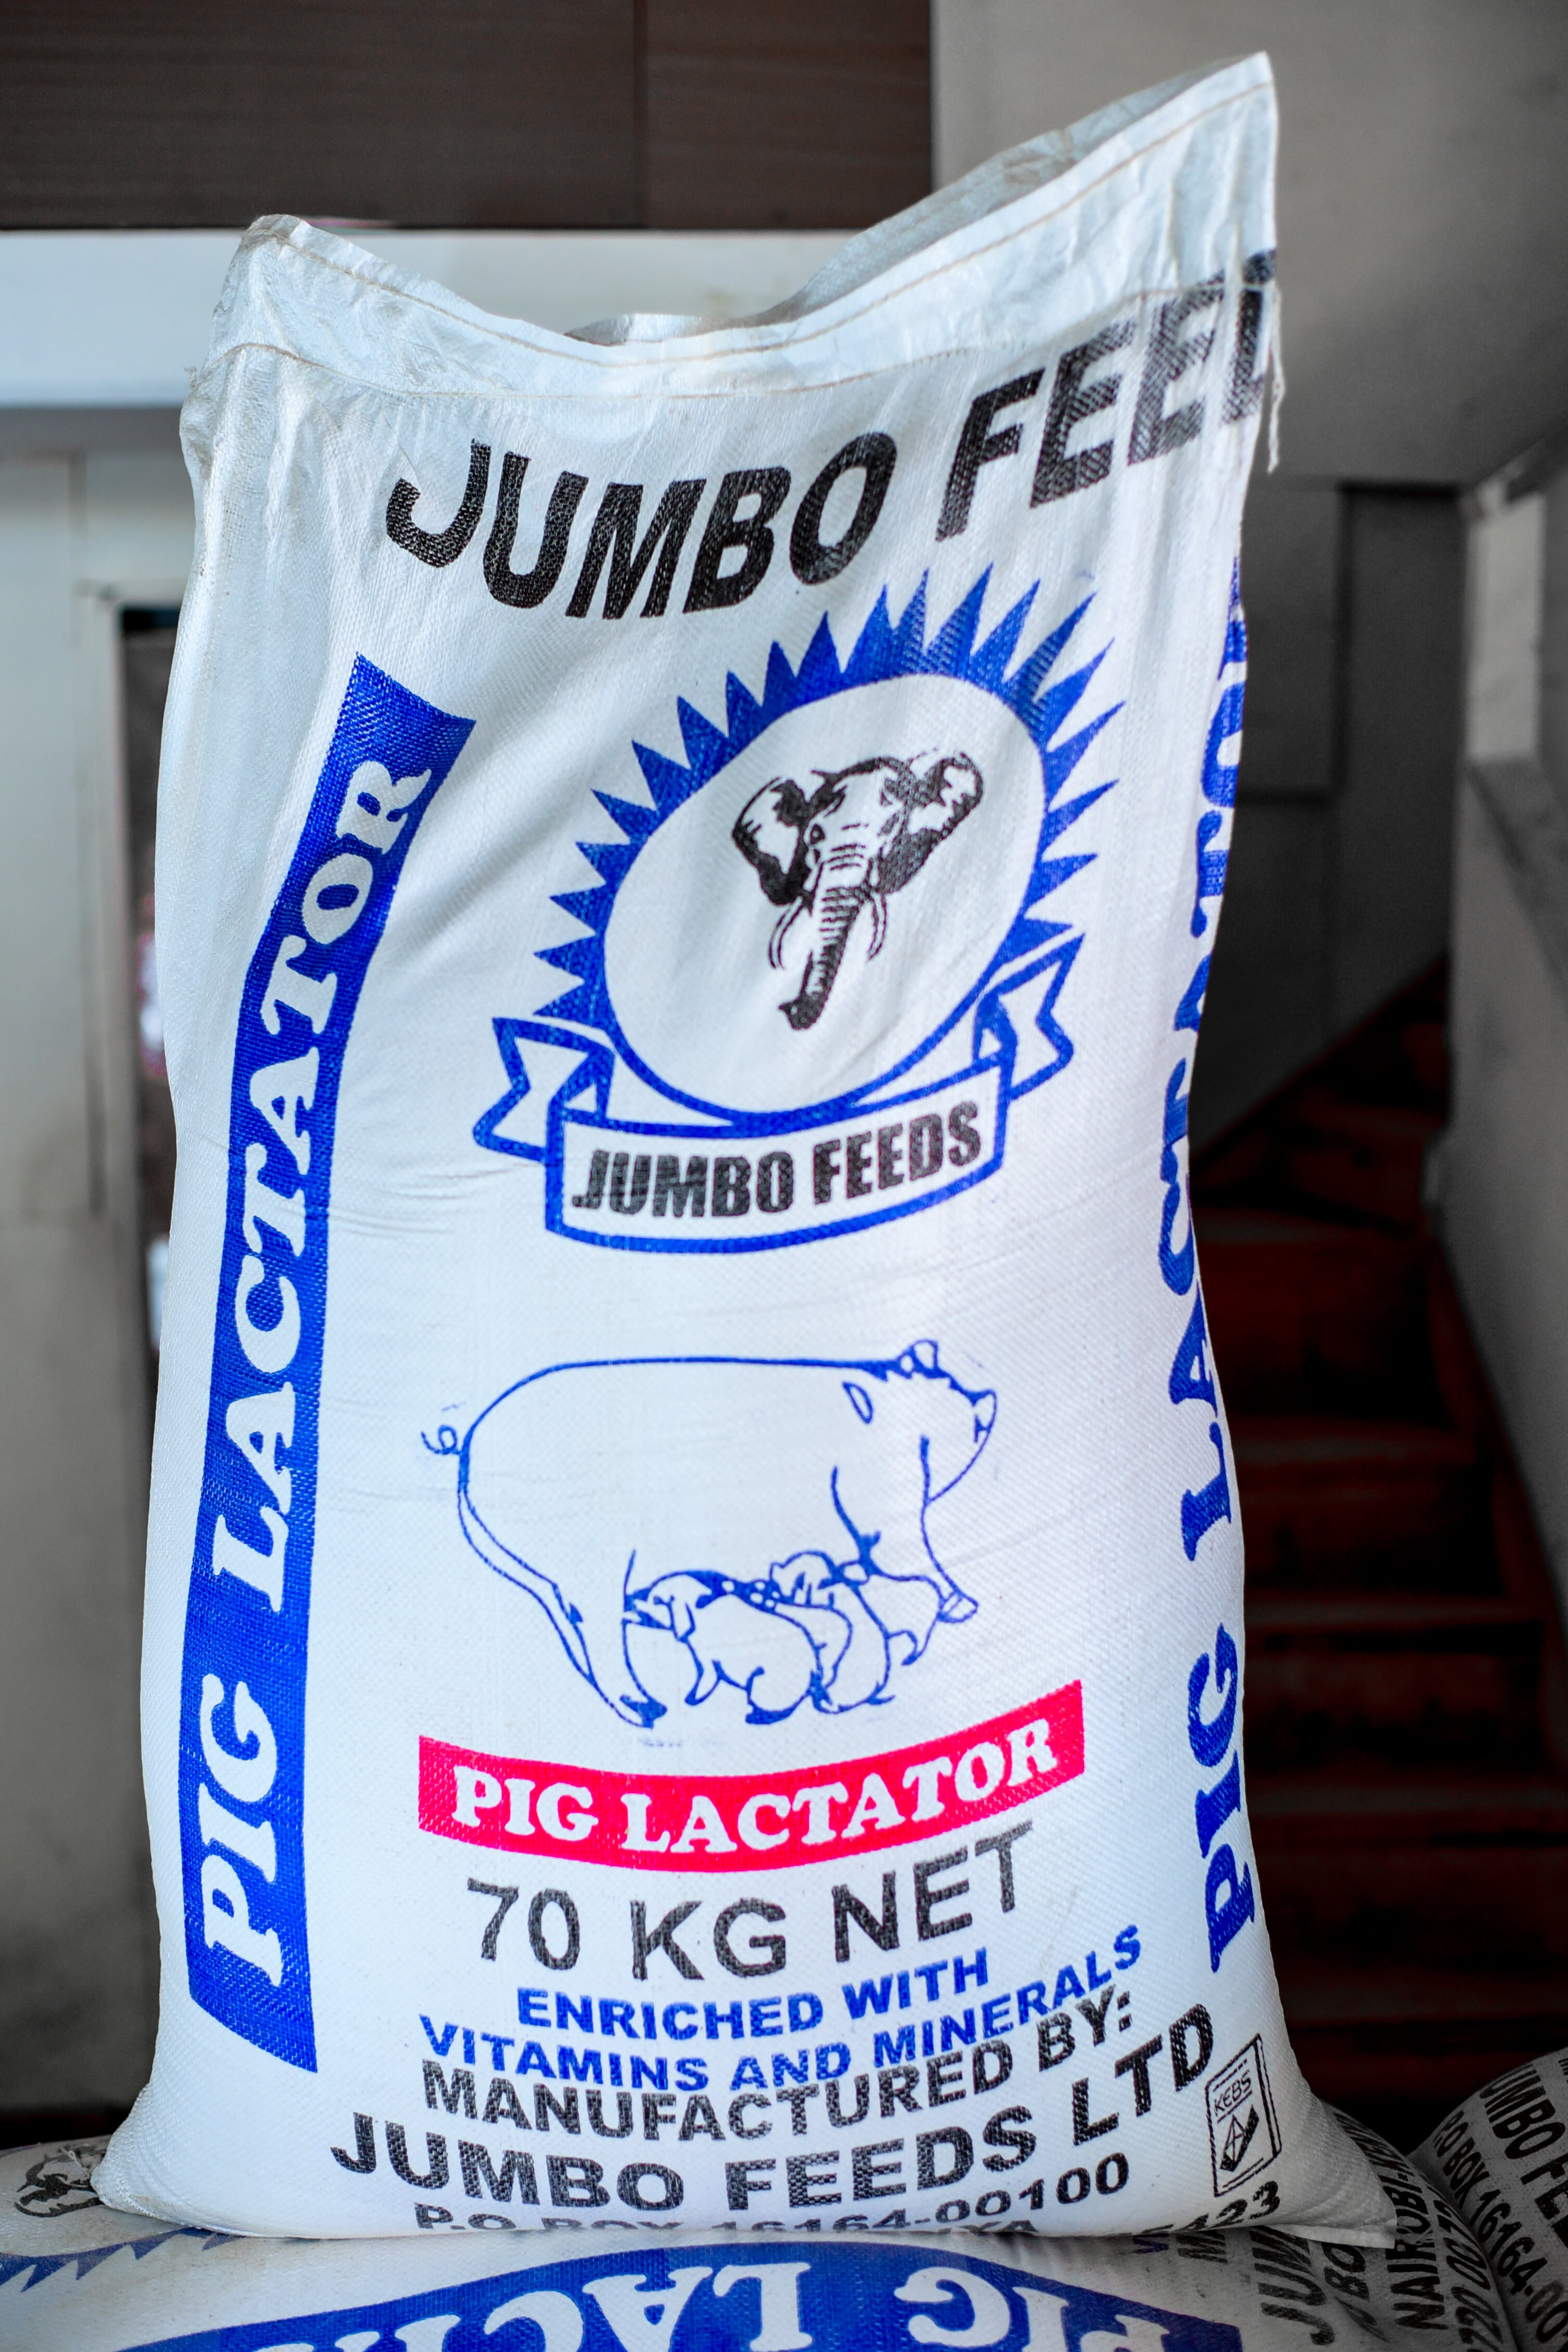 JUMBO FEED
PIG LACTATOR
JUMBO FEEDS
PIG LACTATOR
PIG LACTATOR
70 KG NET
ENRICHED WITH
VITAMINS AND MINERALS
MANUFACTURED BY:
JUMBO FEEDS LTD
KEBS
P.O BOX 16164-00100
PIG
NAIROBI